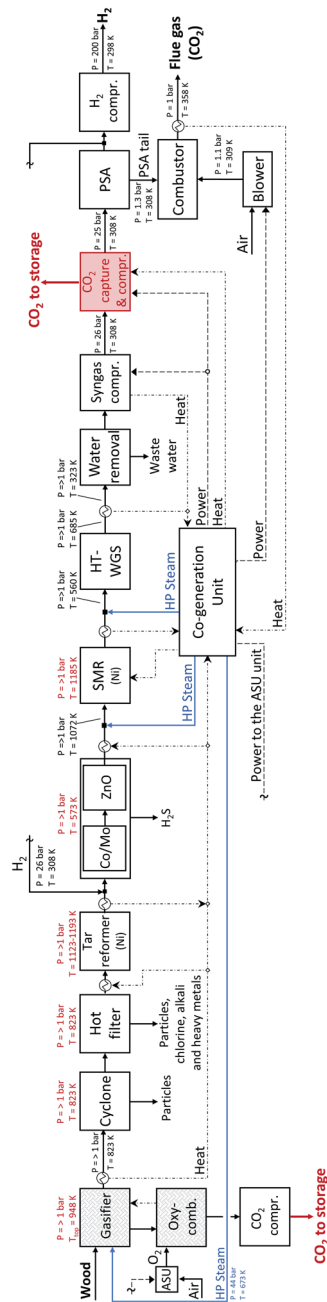 Wood
P = > 1 bar
T_top = 948 K
Gasifier
Oxy-
comb.
O₂
ASU
Air
CO₂
compr.
CO₂ to storage
HP Steam
P = 44 bar
T = 673 K
P = > 1 bar
T = 823 K
Heat
P = > 1 bar
T = 823 K
Cyclone
Particles
P = > 1 bar
T = 823 K
Hot
filter
Particles,
chlorine, alkali
and heavy metals
P = >1 bar
T = 1123-1193 K
Tar
reformer
(Ni)
H₂
P = 26 bar
T = 308 K
P = >1 bar
T = 573 K
Co/Mo
ZnO
H₂S
P =>1 bar
T = 1072 K
P = >1 bar
T = 1185 K
SMR
(Ni)
HP Steam
HP Steam
P =>1 bar
T = 560 K
HT-
WGS
P =>1 bar
T = 685 K
P =>1 bar
T = 323 K
Water
removal
Waste
water
Syngas
compr.
Heat
P = 26 bar
T = 308 K
CO₂
capture
& compr.
CO₂ to storage
P = 25 bar
T = 308 K
PSA
P = 1.3 bar
T = 308 K
PSA tail
H₂
compr.
P = 200 bar
T = 298 K
H₂
Combustor
P = 1 bar
T = 358 K
Flue gas
(CO₂)
P = 1.1 bar
T = 309 K
Blower
Air
Co-generation
Unit
Power
Heat
Power
Heat
Power to the ASU unit